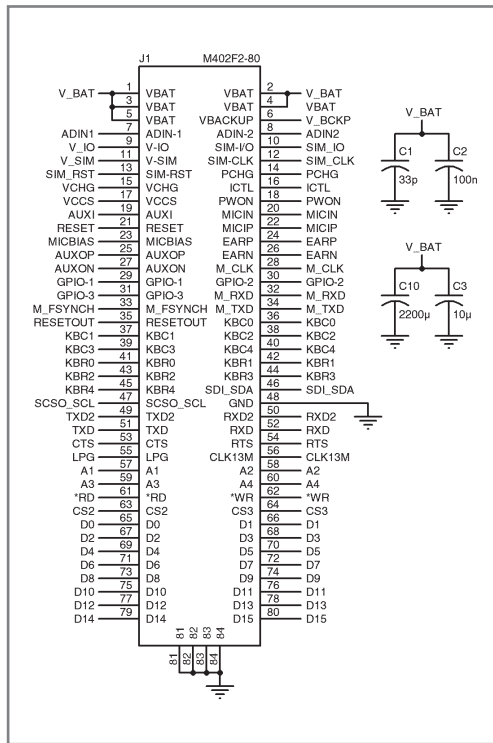 J1 M402F2-80
V_BAT 1 VBAT VBAT 2 V_BAT
3 VBAT VBAT 4 VBAT
5 VBAT VBACKUP 6 V_BCKP
ADIN1 7 ADIN-1 ADIN-2 8 ADIN2
V_IO 9 V-IO SIM-I/O 10 SIM_IO
V_SIM 11 V-SIM SIM-CLK 12 SIM_CLK
SIM_RST 13 SIM-RST PCHG 14 PCHG
VCHG 15 VCHG ICTL 16 ICTL
VCCS 17 VCCS PWON 18 PWON
AUXI 19 AUXI MICIN 20 MICIN
RESET 21 RESET MICIP 22 MICIP
MICBIAS 23 MICBIAS EARP 24 EARP
AUXOP 25 AUXOP EARN 26 EARN
AUXON 27 AUXON M_CLK 28 M_CLK
GPIO-1 29 GPIO-1 GPIO-2 30 GPIO-2
GPIO-3 31 GPIO-3 M_RXD 32 M_RXD
M_FSYNCH 33 M_FSYNCH M_TXD 34 M_TXD
RESETOUT 35 RESETOUT KBC0 36 KBC0
KBC1 37 KBC1 KBC2 38 KBC2
KBC3 39 KBC3 KBC4 40 KBC4
KBR0 41 KBR0 KBR1 42 KBR1
KBR2 43 KBR2 KBR3 44 KBR3
KBR4 45 KBR4 SDI_SDA 46 SDI_SDA
SCSO_SCL 47 SCSO_SCL GND 48
TXD2 49 TXD2 RXD2 50 RXD2
TXD 51 TXD RXD 52 RXD
CTS 53 CTS RTS 54 RTS
LPG 55 LPG CLK13M 56 CLK13M
A1 57 A1 A2 58 A2
A3 59 A3 A4 60 A4
*RD 61 *RD *WR 62 *WR
CS2 63 CS2 CS3 64 CS3
D0 65 D0 D1 66 D1
D2 67 D2 D3 68 D3
D4 69 D4 D5 70 D5
D6 71 D6 D7 72 D7
D8 73 D8 D9 74 D9
D10 75 D10 D11 76 D11
D12 77 D12 D13 78 D13
D14 79 D14 D15 80 D15
81 82 83 84
81 82 83 84
V_BAT
C1 C2
33p 100n
V_BAT
C10 C3
2200µ 10µ